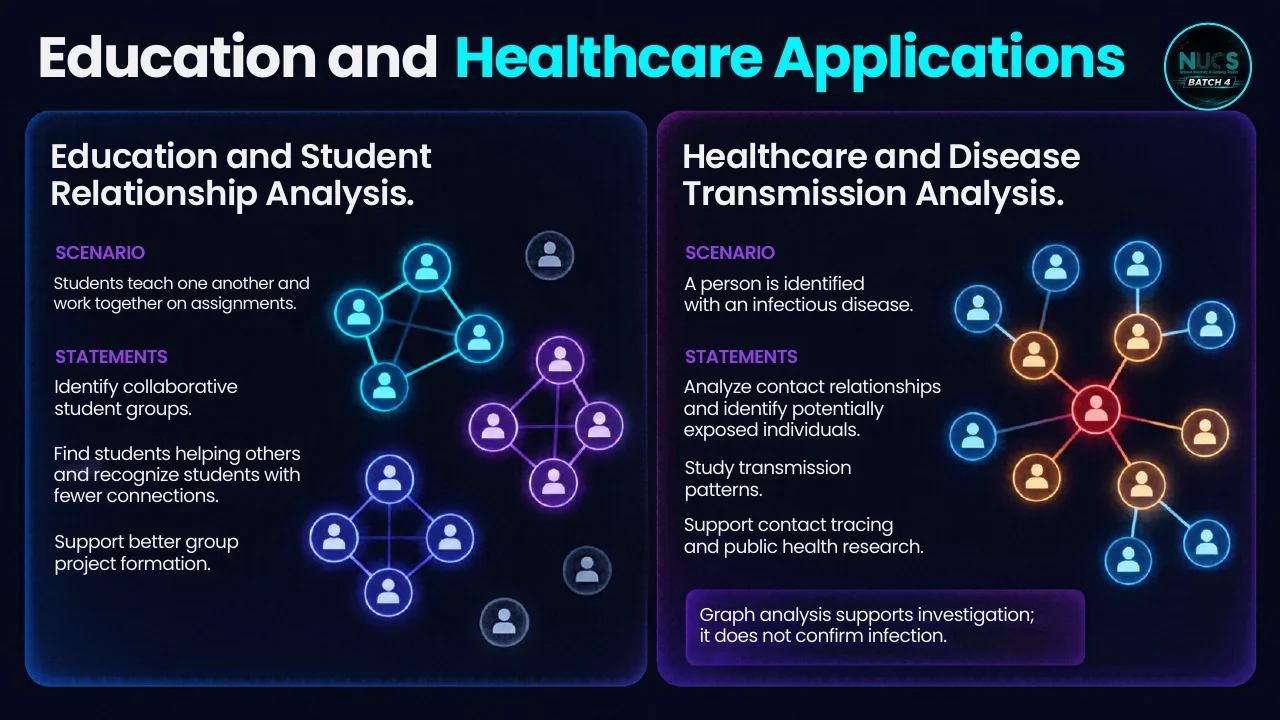 Education and Healthcare Applications
NUCS
BATCH 4
Education and Student
Relationship Analysis.
SCENARIO
Students teach one another and
work together on assignments.
STATEMENTS
Identify collaborative
student groups.
Find students helping others
and recognize students with
fewer connections.
Support better group
project formation.
Healthcare and Disease
Transmission Analysis.
SCENARIO
A person is identified
with an infectious disease.
STATEMENTS
Analyze contact relationships
and identify potentially
exposed individuals.
Study transmission
patterns.
Support contact tracing
and public health research.
Graph analysis supports investigation;
it does not confirm infection.